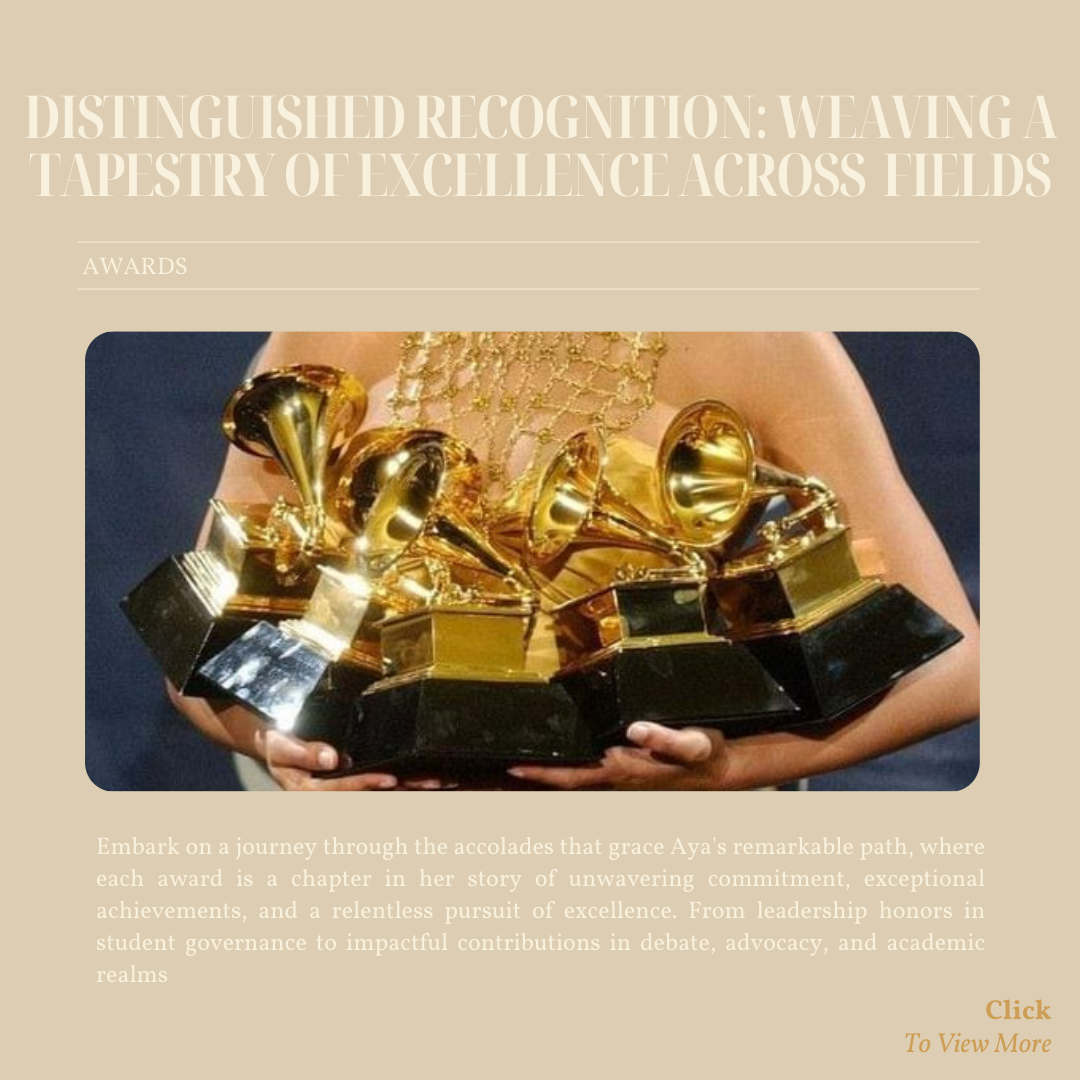 DISTINGUISHED RECOGNITION: WEAVING A
TAPESTRY OF EXCELLENCE ACROSS FIELDS
AWARDS
Embark on a journey through the accolades that grace Aya's remarkable path, where
each award is a chapter in her story of unwavering commitment, exceptional
achievements, and a relentless pursuit of excellence. From leadership honors in
student governance to impactful contributions in debate, advocacy, and academic
realms
Click
To View More